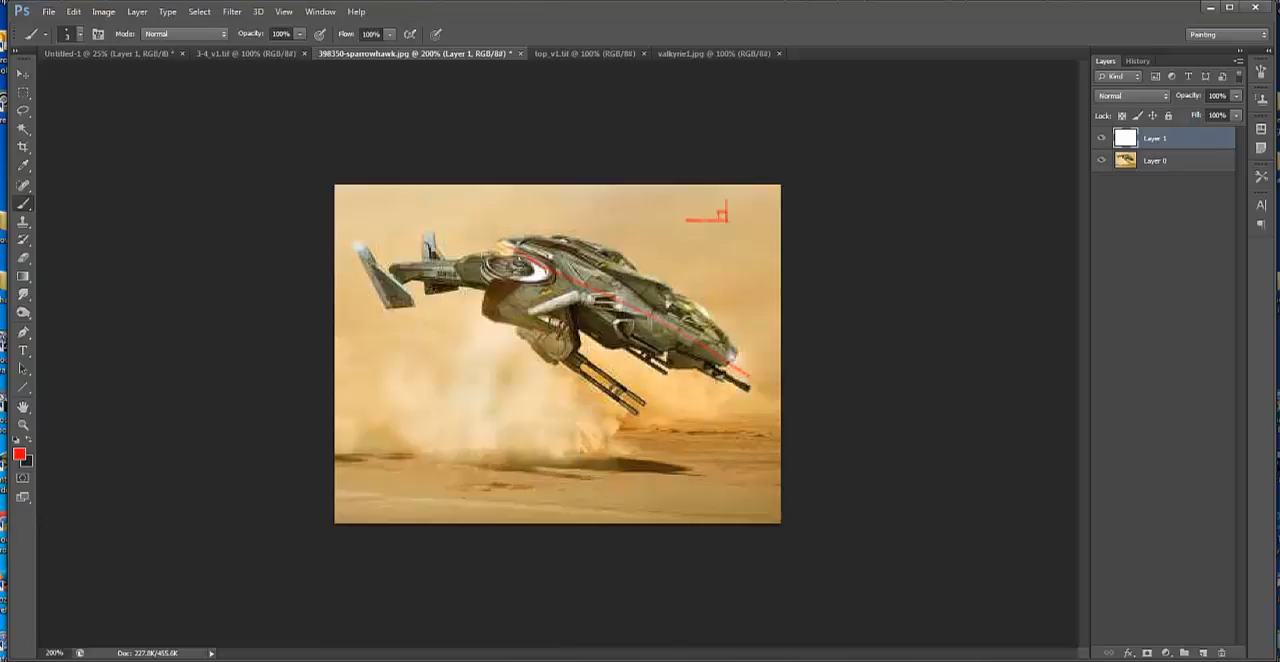 Ps File Edit Image Layer Type Select Filter 3D View Window Help
3 Mode: Normal Opacity: 100% Flow: 100% Painting
Untitled-1 @ 25% (Layer 1, RGB/8) * × 3-4_v1.tif @ 100% (RGB/8#) × 398350-sparrowhawk.jpg @ 200% (Layer 1, RGB/8#) * × top_v1.tif @ 100% (RGB/8#) × valkyrie1.jpg @ 100% (RGB/8#) ×
Layers History
Kind
Normal Opacity: 100%
Lock: Fill: 100%
Layer 1
Layer 0
200% Doc: 227.8K/455.6K